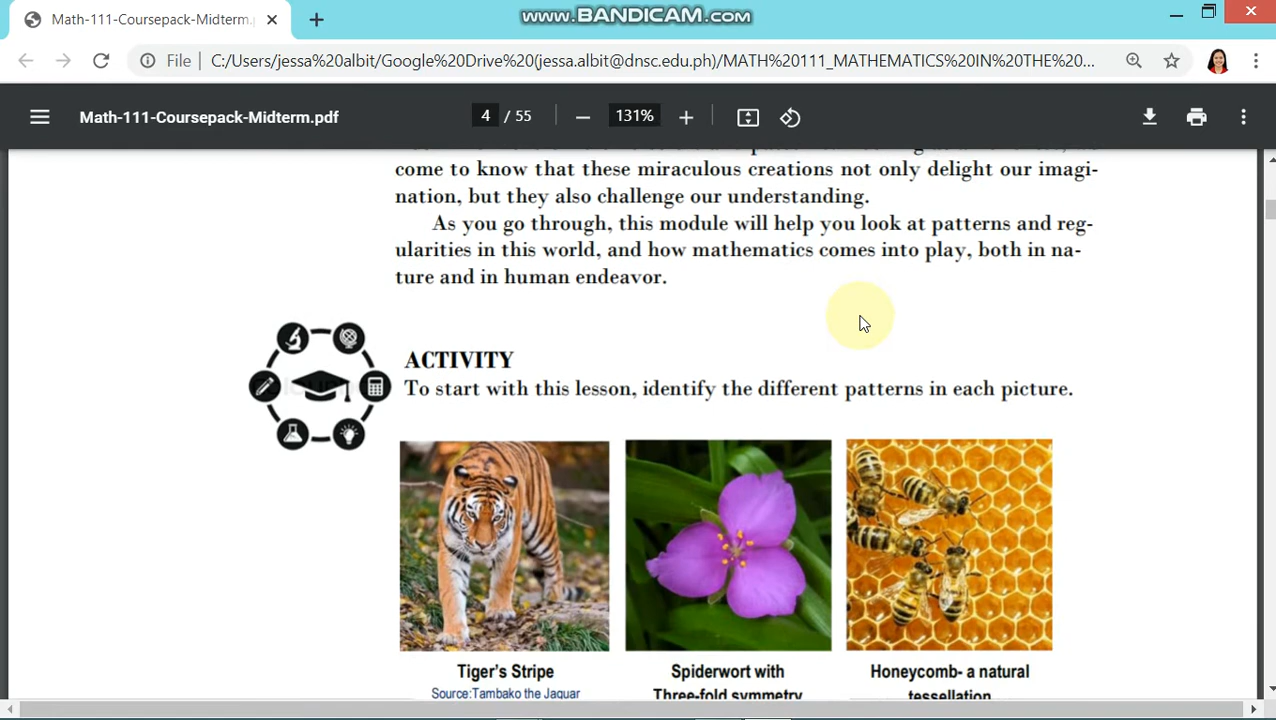 Math-111-Coursepack-Midterm.p
www.BANDICAM.com
File
C:/Users/jessa%20albit/Google%20Drive%20(jessa.albit@dnsc.edu.ph)/MATH%20111_MATHEMATICS%20IN%20THE%20...
Math-111-Coursepack-Midterm.pdf
4 / 55
131%
come to know that these miraculous creations not only delight our imagi-
nation, but they also challenge our understanding.
As you go through, this module will help you look at patterns and reg-
ularities in this world, and how mathematics comes into play, both in na-
ture and in human endeavor.
ACTIVITY
To start with this lesson, identify the different patterns in each picture.
Tiger's Stripe
Source:Tambako the Jaguar
Spiderwort with
Three-fold symmetry
Honeycomb- a natural
tessellation